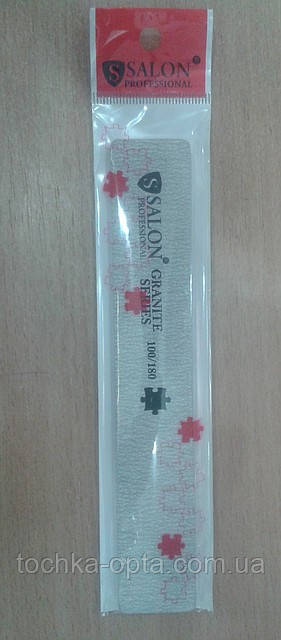 S SALON®
PROFESSIONAL
S SALON®
PROFESSIONAL
GRANITE
SERIES
100/180
tochka-opta.com.ua